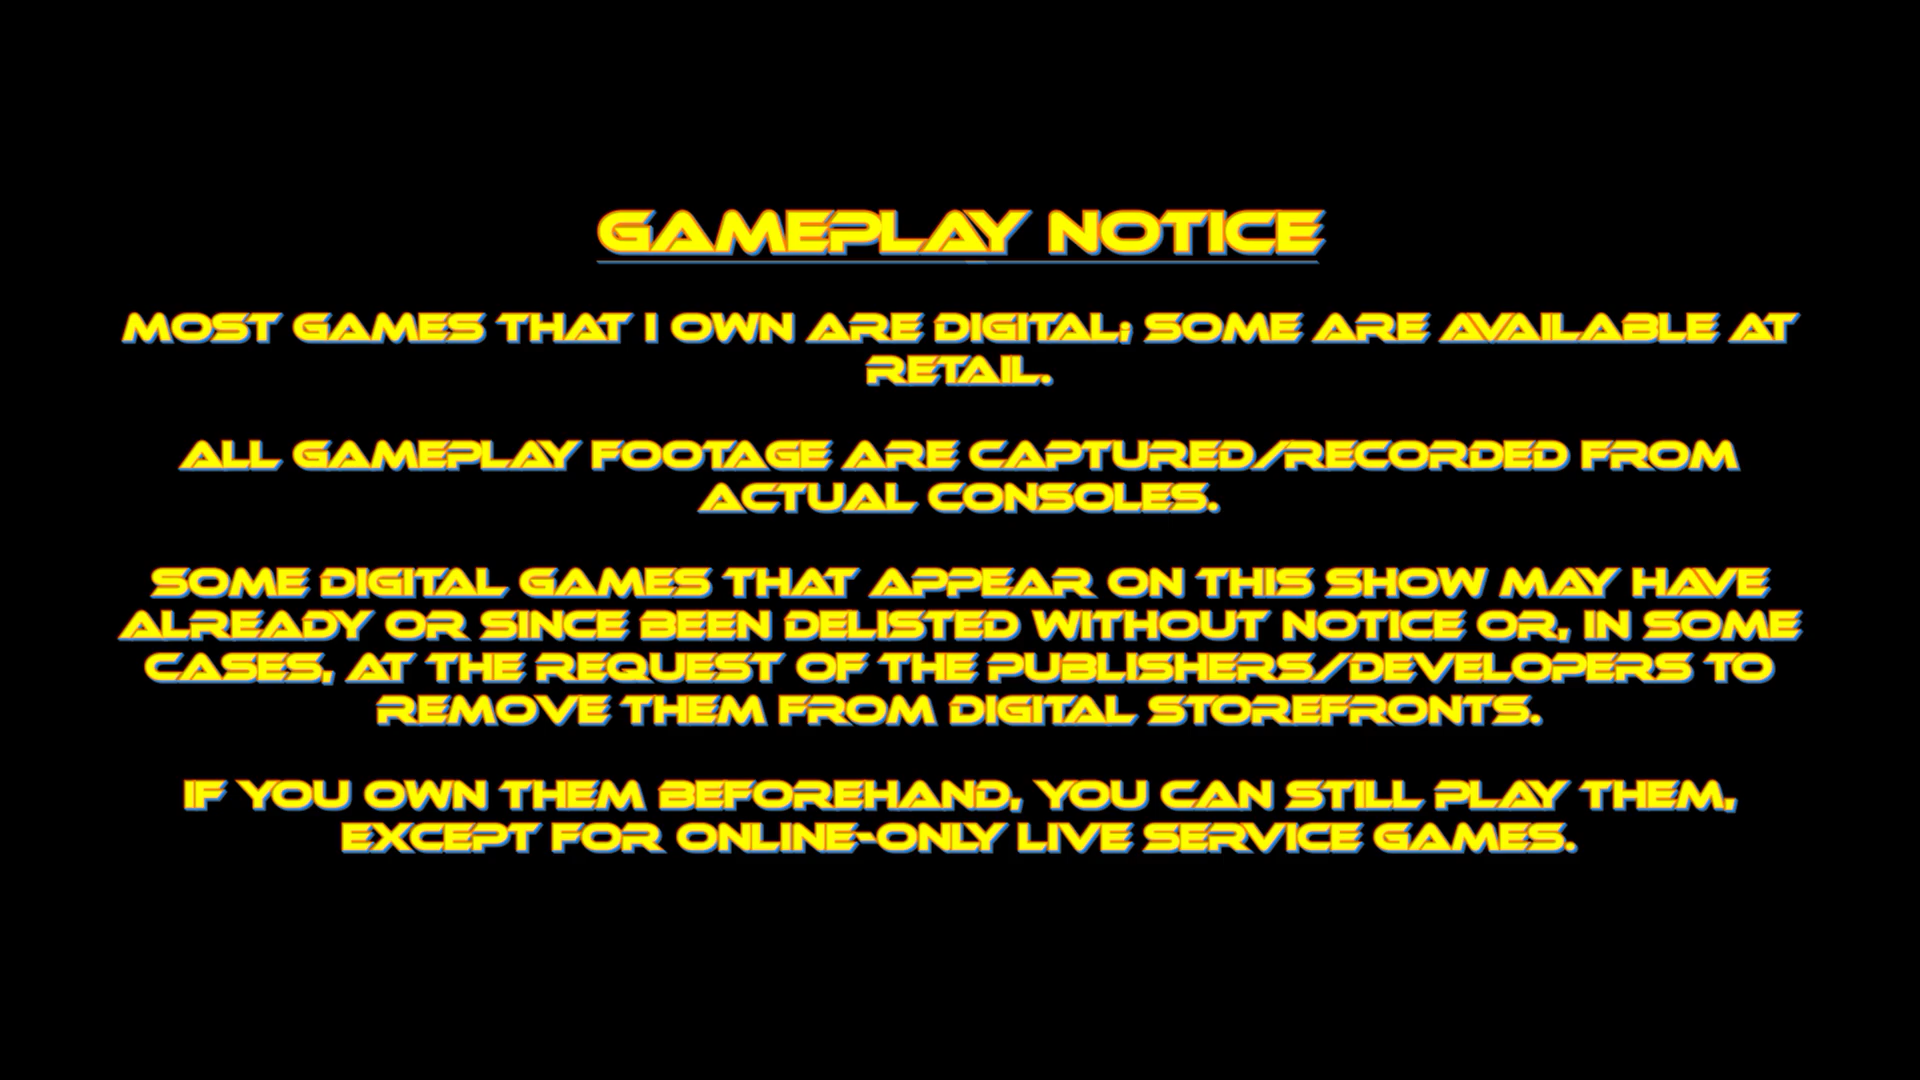 GAMEPLAY NOTICE
MOST GAMES THAT I OWN ARE DIGITAL; SOME ARE AVAILABLE AT
RETAIL.
ALL GAMEPLAY FOOTAGE ARE CAPTURED/RECORDED FROM
ACTUAL CONSOLES.
SOME DIGITAL GAMES THAT APPEAR ON THIS SHOW MAY HAVE
ALREADY OR SINCE BEEN DELISTED WITHOUT NOTICE OR, IN SOME
CASES, AT THE REQUEST OF THE PUBLISHERS/DEVELOPERS TO
REMOVE THEM FROM DIGITAL STOREFRONTS.
IF YOU OWN THEM BEFOREHAND, YOU CAN STILL PLAY THEM,
EXCEPT FOR ONLINE-ONLY LIVE SERVICE GAMES.